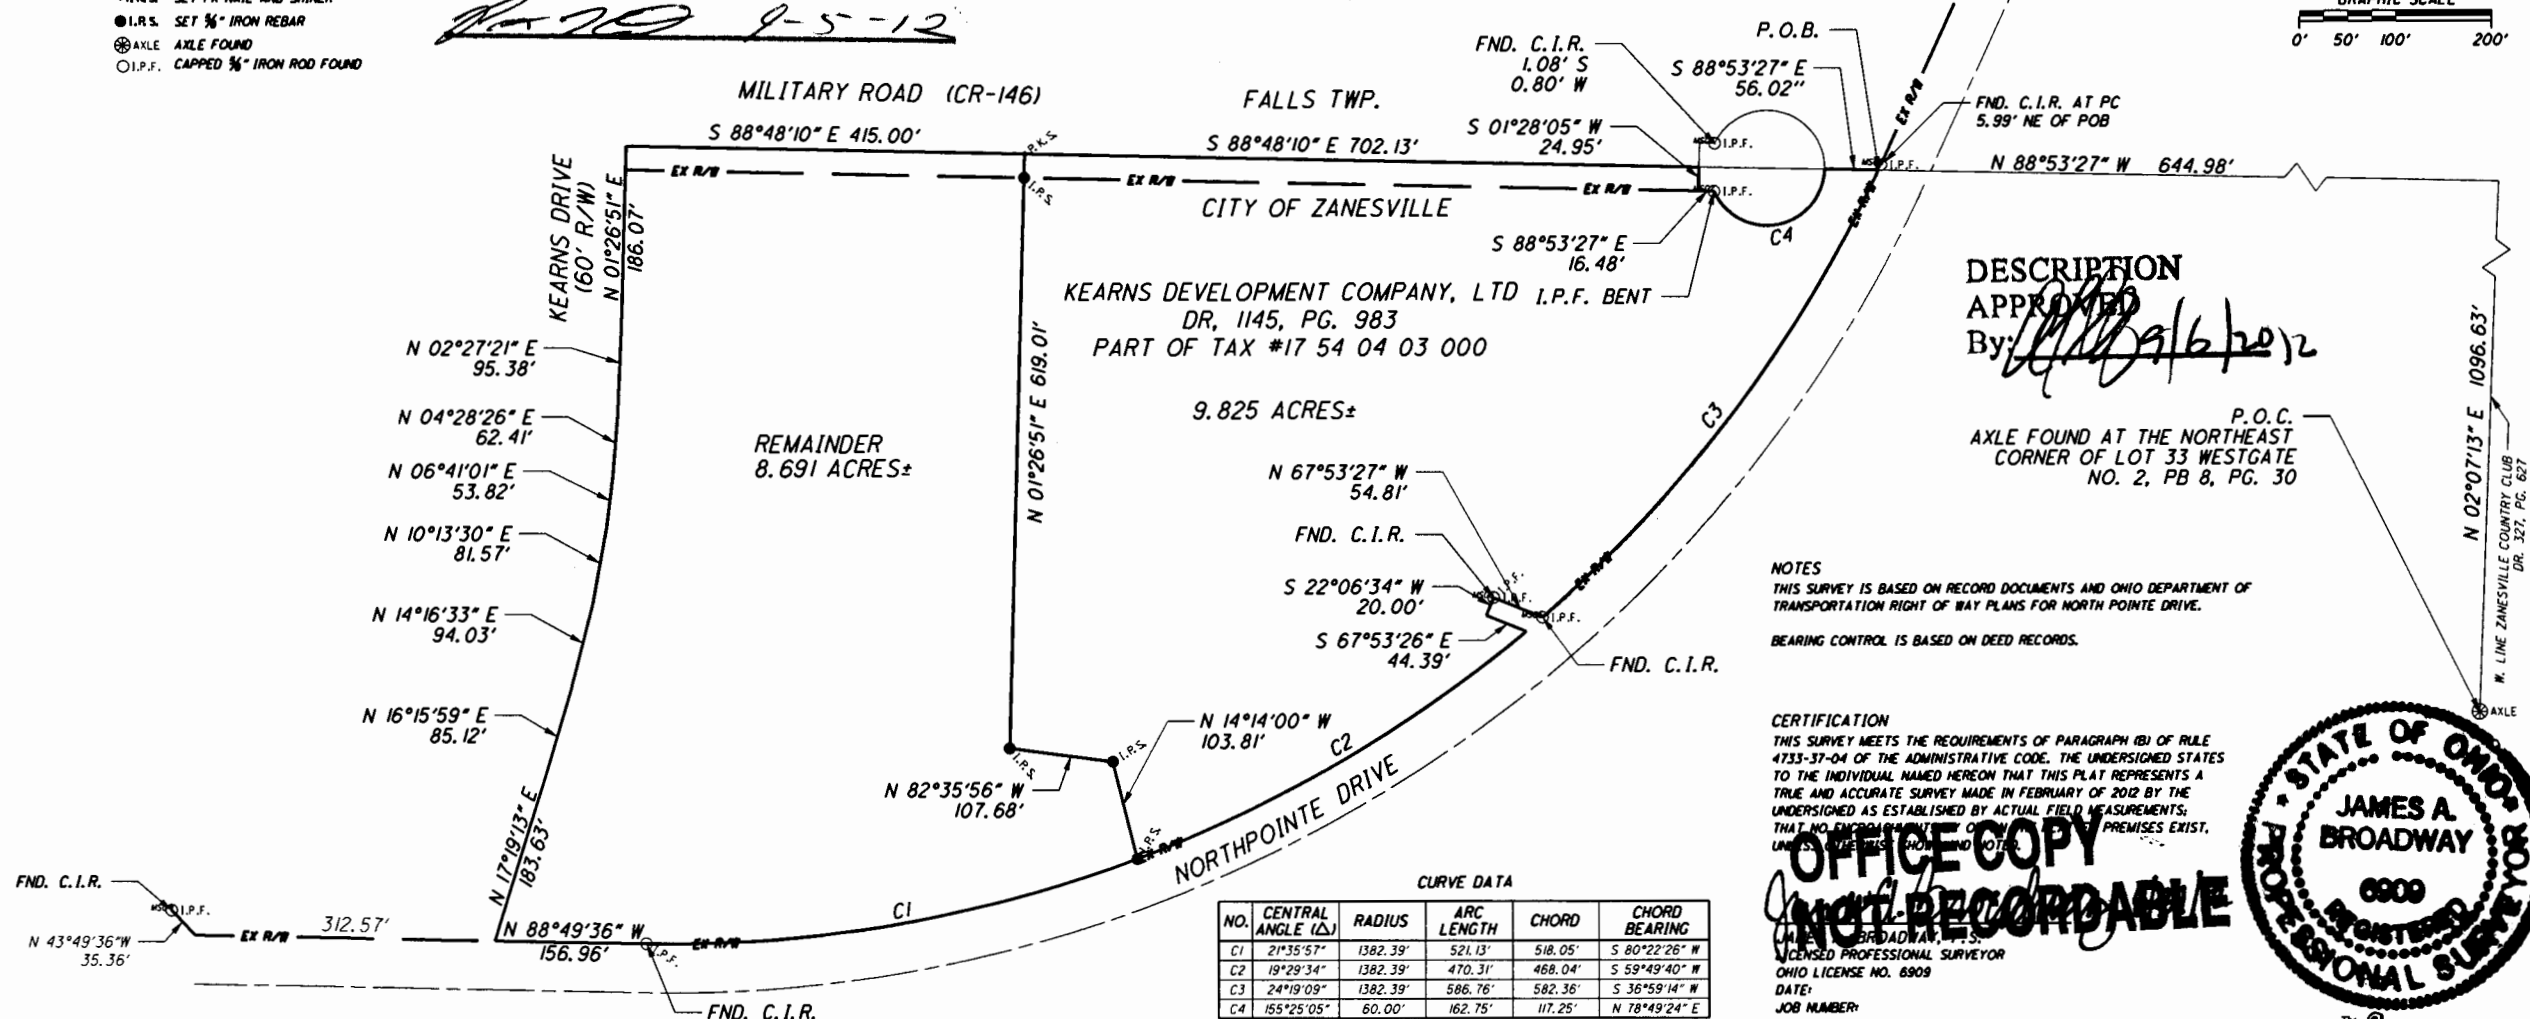 ●I.R.S. SET ⅝" IRON REBAR
AXLE AXLE FOUND
○I.P.F. CAPPED ⅝" IRON ROD FOUND
9-5-12
GRAPHIC SCALE
0' 50' 100' 200'
MILITARY ROAD (CR-146)
FALLS TWP.
FND. C.I.R.
1.08' S
0.80' W
P.O.B.
S 88°53'27" E
56.02"
FND. C.I.R. AT PC
5.99' NE OF POB
S 88°48'10" E 415.00'
P.K.S.
S 88°48'10" E 702.13'
S 01°28'05" W
24.95'
I.P.F.
I.P.F.
EX R/W
N 88°53'27" W 644.98'
KEARNS DRIVE
(60' R/W)
N 01°26'51" E
186.07'
EX R/W
I.P.S.
EX R/W
EX R/W
I.P.F.
EX R/W
CITY OF ZANESVILLE
C4
S 88°53'27" E
16.48'
I.P.F. BENT
KEARNS DEVELOPMENT COMPANY, LTD
DR, 1145, PG. 983
PART OF TAX #17 54 04 03 000
9.825 ACRES±
DESCRIPTION
APPROVED
By: 9/6/2012
N 02°27'21" E
95.38'
N 04°28'26" E
62.41'
N 06°41'01" E
53.82'
N 10°13'30" E
81.57'
N 14°16'33" E
94.03'
N 16°15'59" E
85.12'
N 17°19'13" E
183.63'
REMAINDER
8.691 ACRES±
N 01°26'51" E 619.01'
C3
P.O.C.
AXLE FOUND AT THE NORTHEAST
CORNER OF LOT 33 WESTGATE
NO. 2, PB 8, PG. 30
N 02°07'13" E 1096.63'
W. LINE ZANESVILLE COUNTRY CLUB
DR. 327, PG. 627
AXLE
N 67°53'27" W
54.81'
FND. C.I.R.
I.P.F.
I.P.F.
EX R/W
S 22°06'34" W
20.00'
I.P.F.
S 67°53'26" E
44.39'
FND. C.I.R.
NOTES
THIS SURVEY IS BASED ON RECORD DOCUMENTS AND OHIO DEPARTMENT OF
TRANSPORTATION RIGHT OF WAY PLANS FOR NORTH POINTE DRIVE.
BEARING CONTROL IS BASED ON DEED RECORDS.
N 14°14'00" W
103.81'
I.P.S.
I.P.S.
N 82°35'56" W
107.68'
I.P.S.
EX R/W
C2
NORTHPOINTE DRIVE
C1
FND. C.I.R.
I.P.F.
N 43°49'36"W
35.36'
EX R/W
312.57'
N 88°49'36" W
156.96'
I.P.F.
EX R/W
FND. C.I.R.
CERTIFICATION
THIS SURVEY MEETS THE REQUIREMENTS OF PARAGRAPH (B) OF RULE
4733-37-04 OF THE ADMINISTRATIVE CODE. THE UNDERSIGNED STATES
TO THE INDIVIDUAL NAMED HEREON THAT THIS PLAT REPRESENTS A
TRUE AND ACCURATE SURVEY MADE IN FEBRUARY OF 2012 BY THE
UNDERSIGNED AS ESTABLISHED BY ACTUAL FIELD MEASUREMENTS;
THAT NO PREMISES EXIST,
OFFICE COPY
NOT RECORDABLE
BROADWAY, P.S.
LICENSED PROFESSIONAL SURVEYOR
OHIO LICENSE NO. 6909
DATE:
JOB NUMBER:
STATE OF OHIO
JAMES A.
BROADWAY
6909
REGISTERED
PROFESSIONAL SURVEYOR
CURVE DATA
NO. CENTRAL ANGLE (△) RADIUS ARC LENGTH CHORD CHORD BEARING
C1 21°35'57" 1382.39' 521.13' 518.05' S 80°22'26" W
C2 19°29'34" 1382.39' 470.31' 468.04' S 59°49'40" W
C3 24°19'09" 1382.39' 586.76' 582.36' S 36°59'14" W
C4 155°25'05" 60.00' 162.75' 117.25' N 78°49'24" E